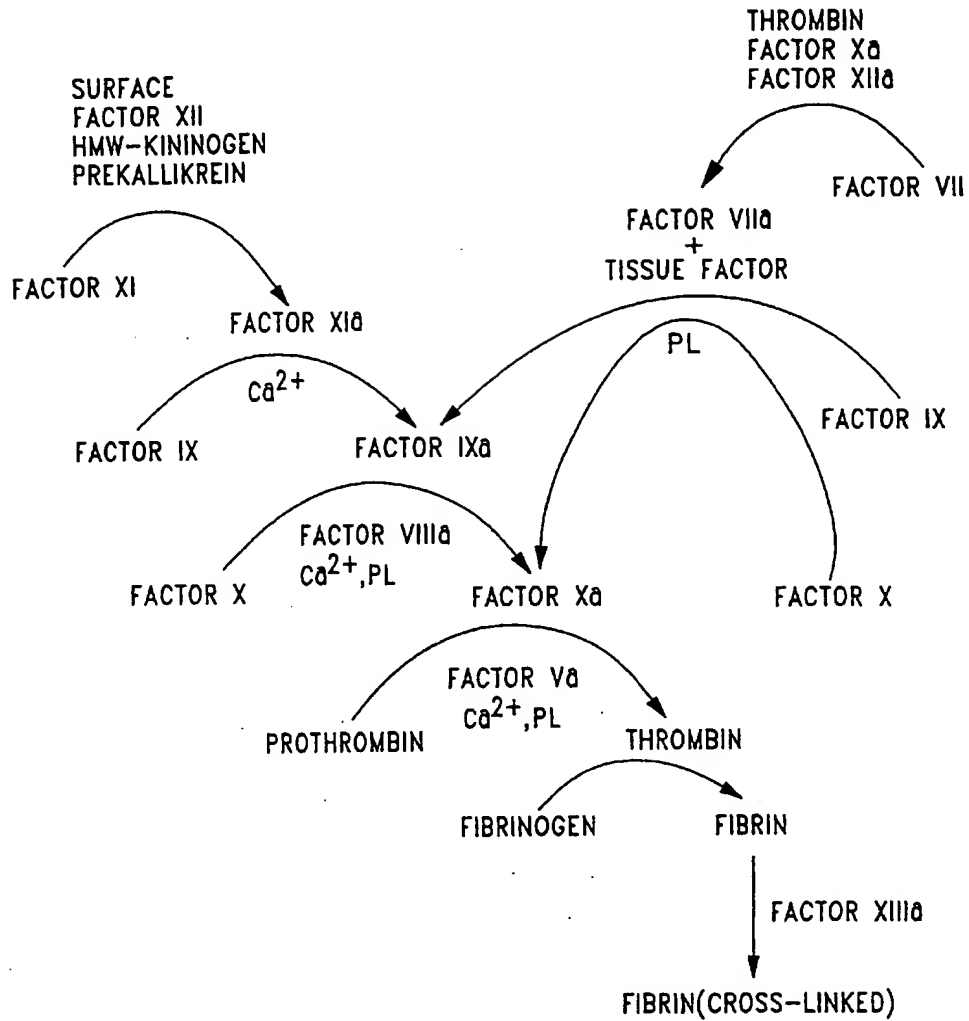 THROMBIN
FACTOR Xa
FACTOR XIIa
SURFACE
FACTOR XII
HMW-KININOGEN
PREKALLIKREIN
FACTOR VII
FACTOR VIIa
+
TISSUE FACTOR
FACTOR XI
FACTOR XIa
PL
Ca2+
FACTOR IX
FACTOR IX
FACTOR IXa
FACTOR VIIIa
Ca2+,PL
FACTOR X
FACTOR Xa
FACTOR X
FACTOR Va
Ca2+,PL
PROTHROMBIN
THROMBIN
FIBRINOGEN
FIBRIN
FACTOR XIIIa
FIBRIN(CROSS-LINKED)